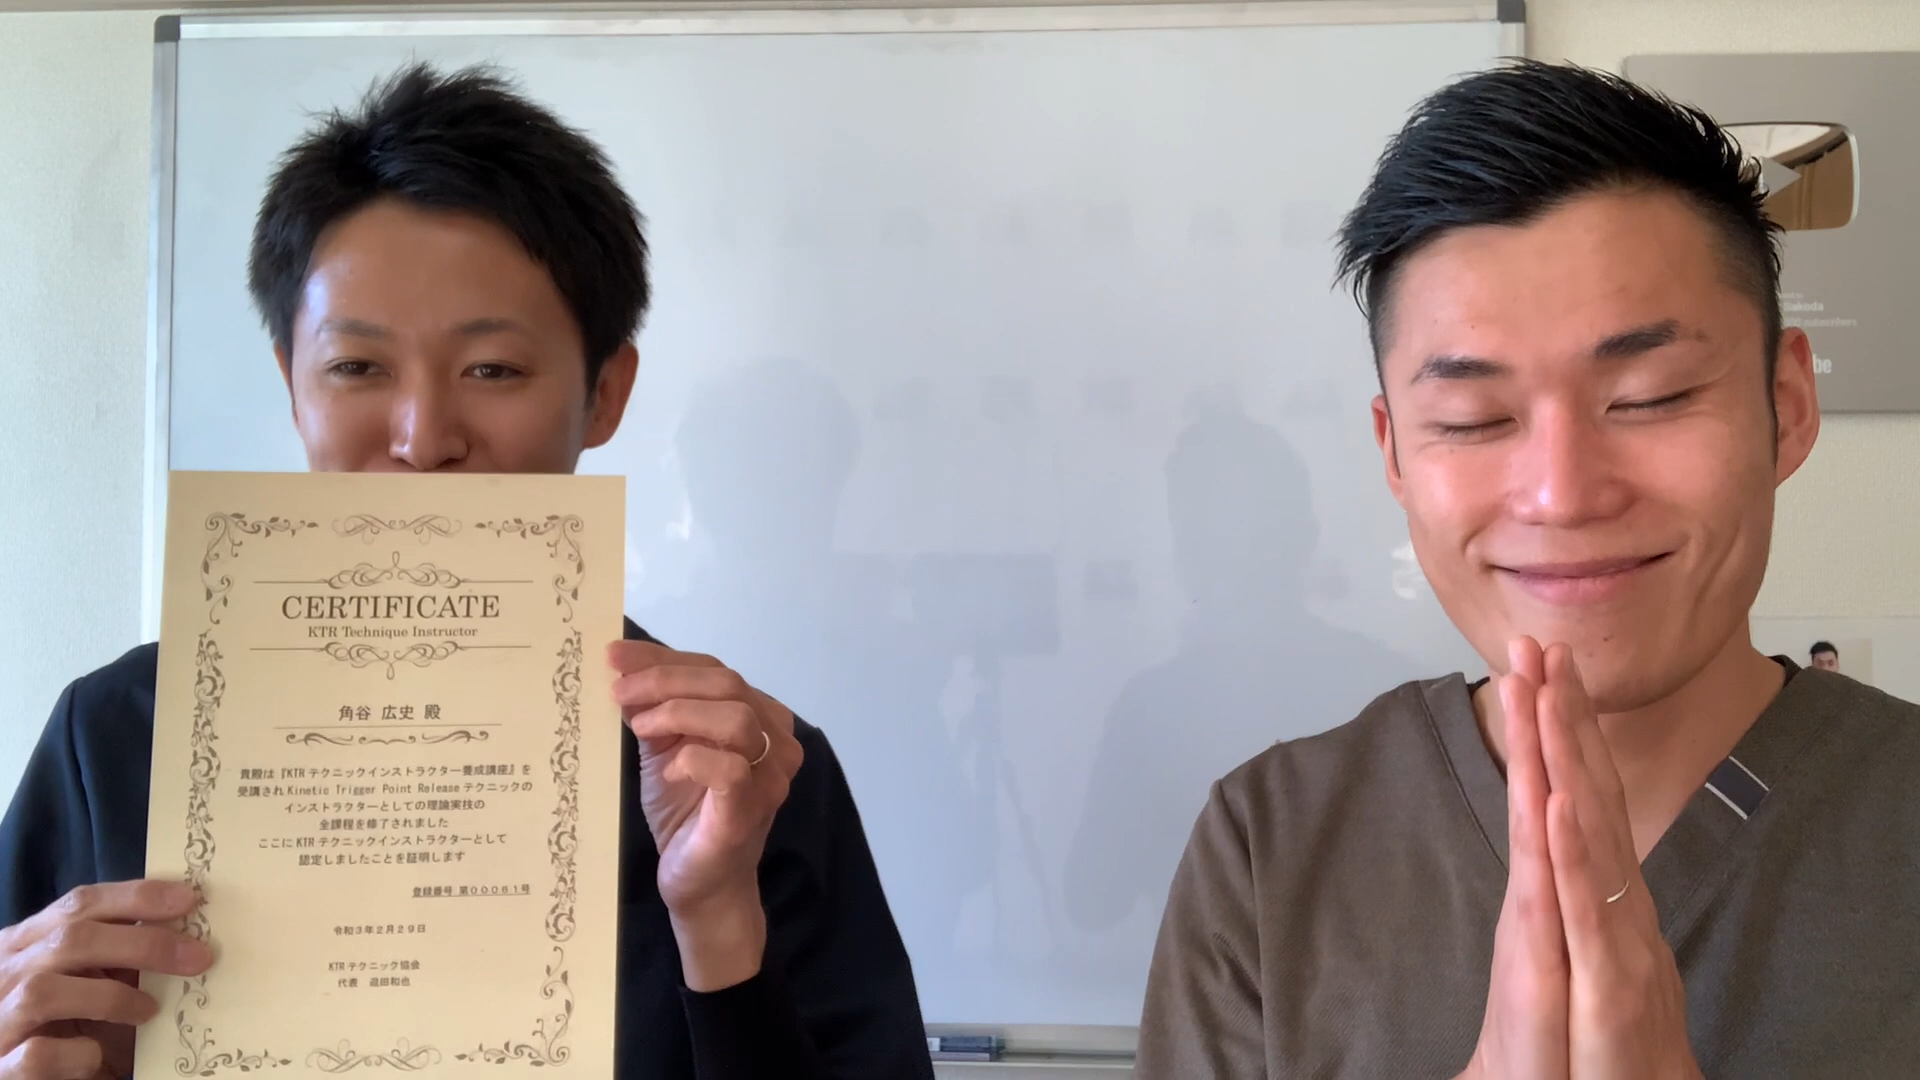 CERTIFICATE
KTR Technique Instructor
角谷 広史 殿
貴殿は『KTRテクニックインストラクター養成講座』を
受講されKinetic Trigger Point Releaseテクニックの
インストラクターとしての理論実技の
全課程を修了されました
ここにKTRテクニックインストラクターとして
認定しましたことを証明します
登録番号 第00061号
令和3年2月29日
KTRテクニック協会
代表 迫田和也
Sakoda
subscribers
be